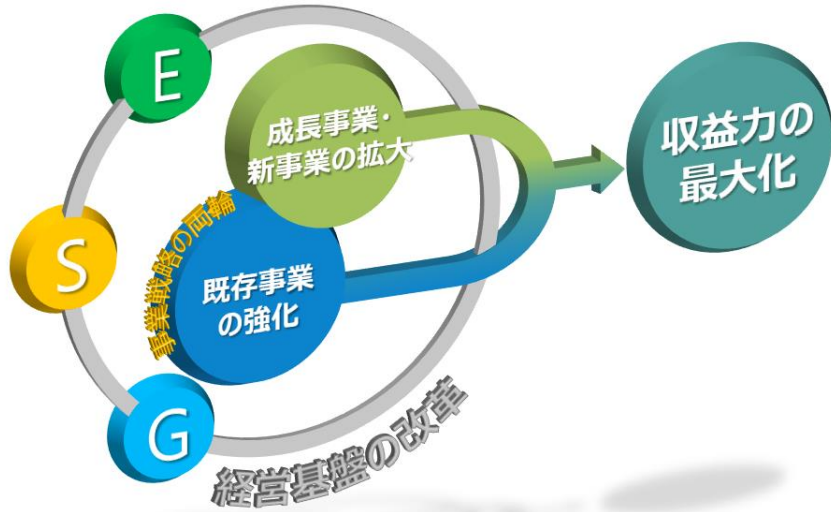 E
成長事業・
新事業の拡大
収益力の
最大化
S
事業戦略の両輪
既存事業
の強化
G
経営基盤の改革